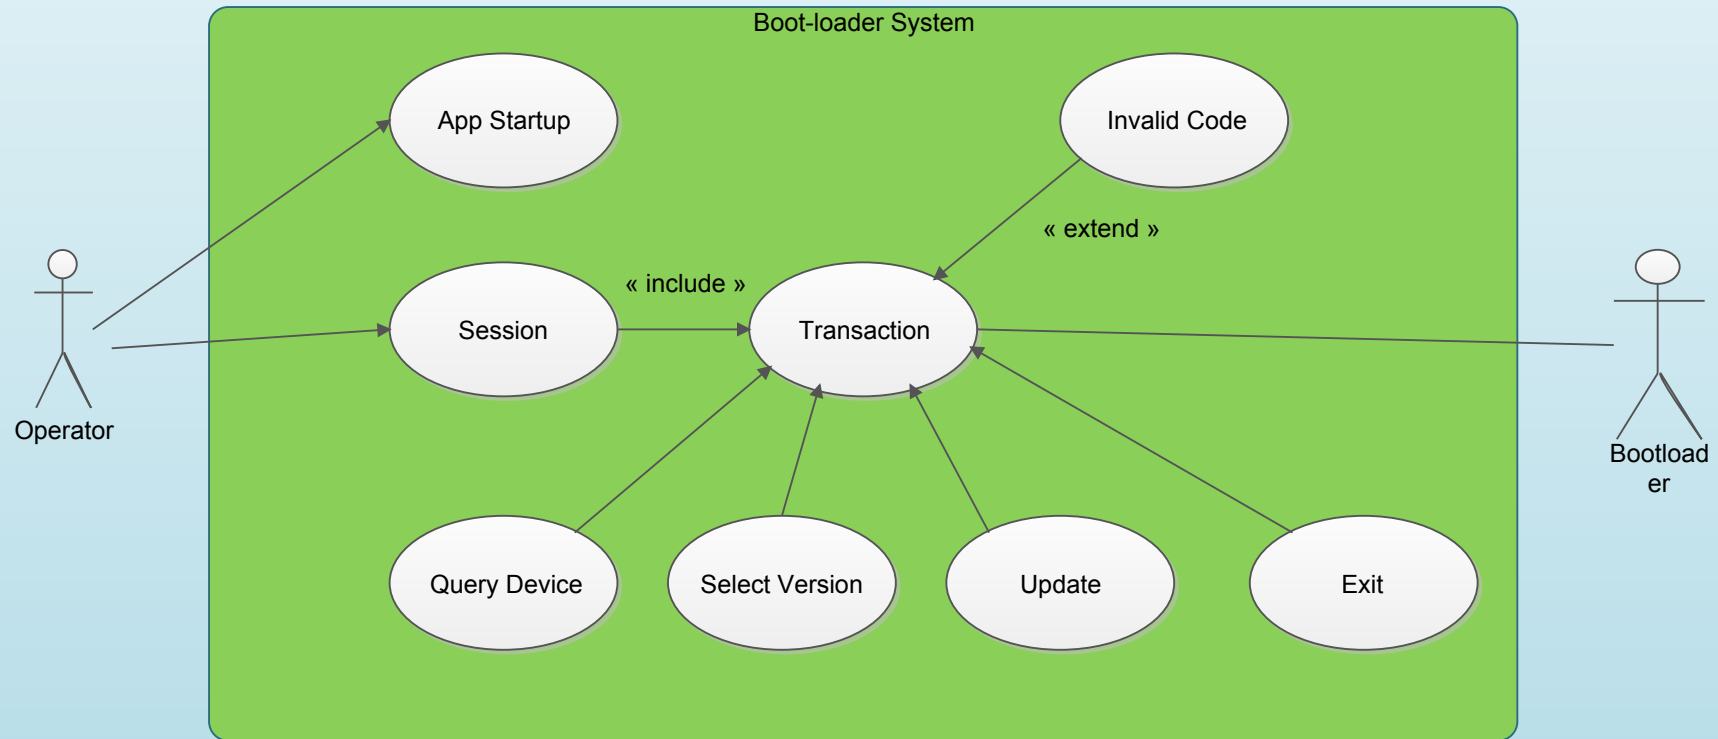 Boot-loader System
App Startup
Invalid Code
« extend »
« include »
Session
Transaction
Operator
Bootload
er
Query Device
Select Version
Update
Exit